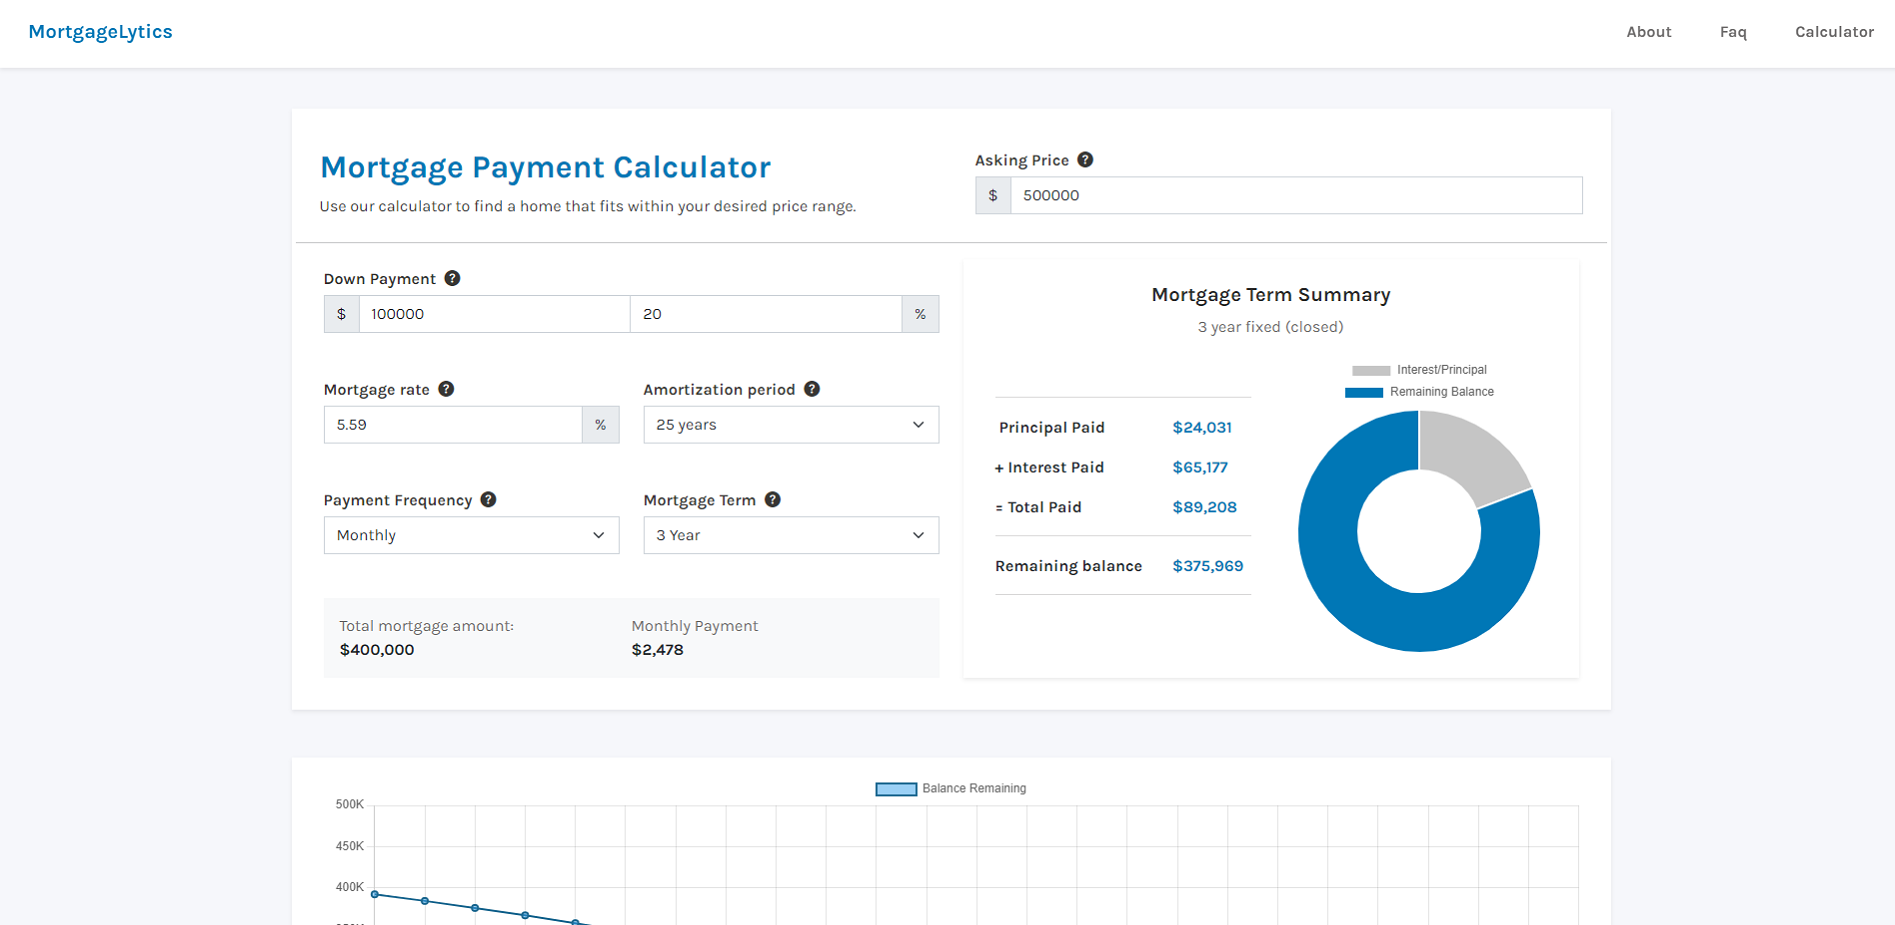 MortgageLytics
About
Faq
Calculator
Mortgage Payment Calculator
Use our calculator to find a home that fits within your desired price range.
Asking Price ?
$ 500000
Down Payment ?
$ 100000 20 %
Mortgage rate ?
5.59 %
Amortization period ?
25 years
Payment Frequency ?
Monthly
Mortgage Term ?
3 Year
Total mortgage amount:
$400,000
Monthly Payment
$2,478
Mortgage Term Summary
3 year fixed (closed)
Principal Paid $24,031
+ Interest Paid $65,177
= Total Paid $89,208
Remaining balance $375,969
Interest/Principal
Remaining Balance
Balance Remaining
500K
450K
400K